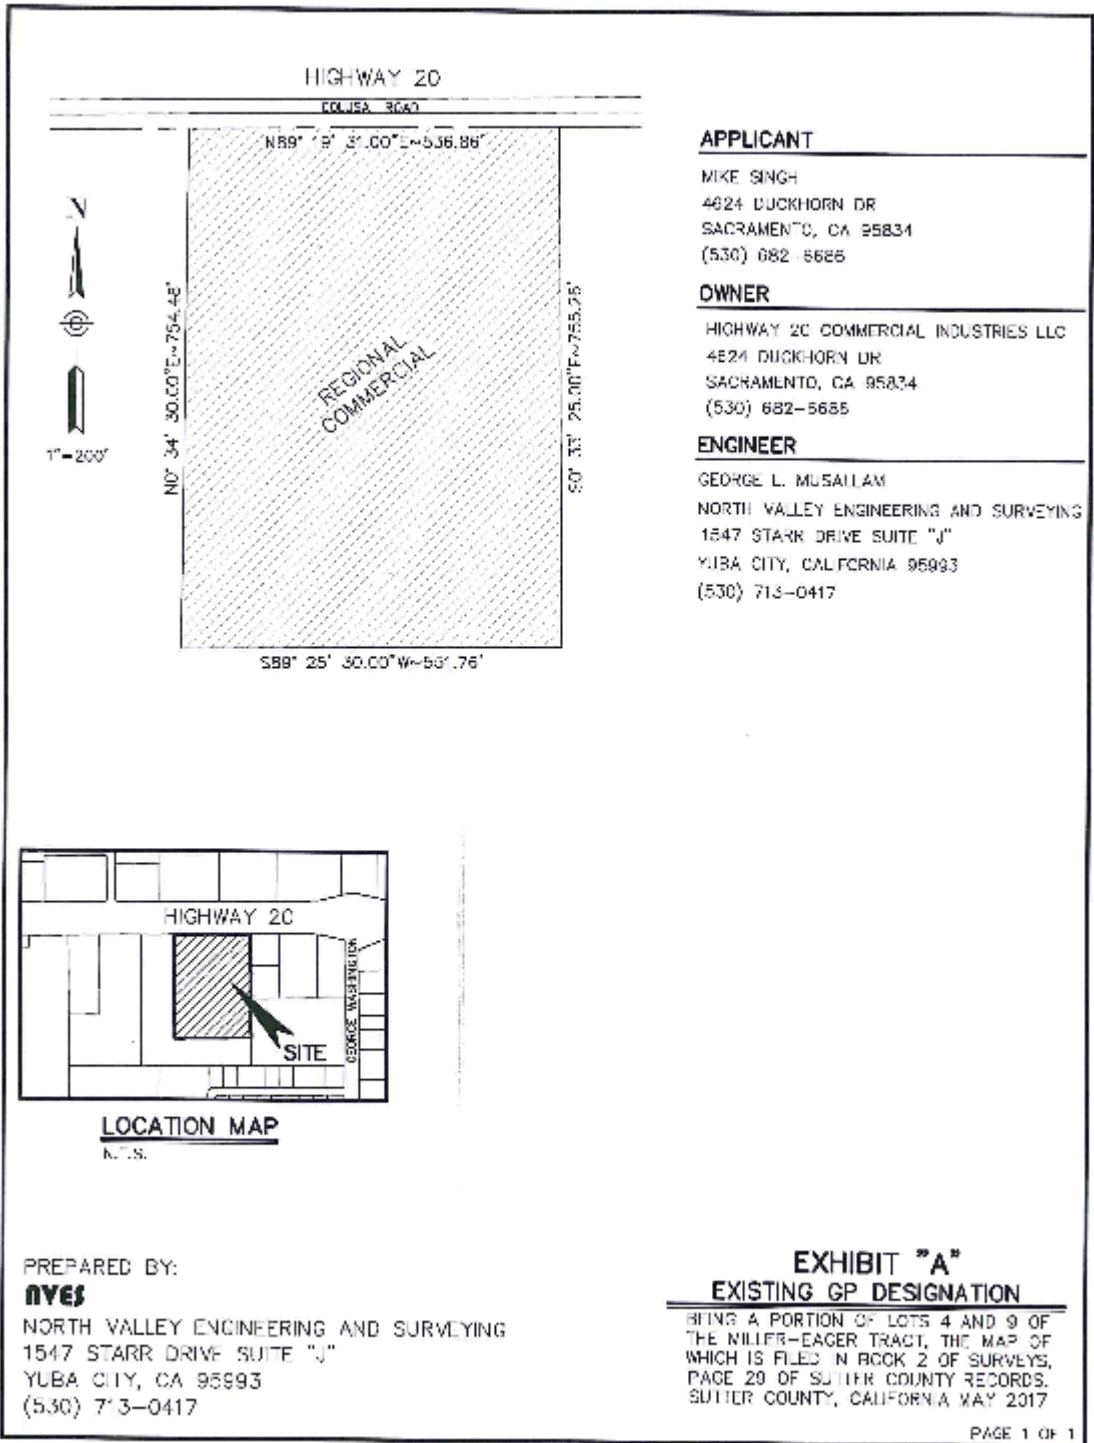 HIGHWAY 20
COLUSA ROAD
N89° 19' 31.00"E~536.86'
N
1"=200'
N0° 34' 30.00"E~754.48'
REGIONAL
COMMERCIAL
S0° 33' 25.00"E~755.
S89° 25' 30.00"W~551.76'
APPLICANT
MIKE SINGH
4624 DUCKHORN DR
SACRAMENTO, CA 95834
(530) 682-6686
OWNER
HIGHWAY 20 COMMERCIAL INDUSTRIES LLC
4624 DUCKHORN DR
SACRAMENTO, CA 95834
(530) 682-6686
ENGINEER
GEORGE L. MUSALLAM
NORTH VALLEY ENGINEERING AND SURVEYING
1547 STARR DRIVE SUITE "J"
YUBA CITY, CALIFORNIA 95993
(530) 713-0417
HIGHWAY 20
GEORGE WASHINGTON
SITE
LOCATION MAP
N.T.S.
PREPARED BY:
NVES
NORTH VALLEY ENGINEERING AND SURVEYING
1547 STARR DRIVE SUITE "J"
YUBA CITY, CA 95993
(530) 713-0417
EXHIBIT "A"
EXISTING GP DESIGNATION
BEING A PORTION OF LOTS 4 AND 9 OF
THE MILLER-EAGER TRACT, THE MAP OF
WHICH IS FILED IN BOOK 2 OF SURVEYS,
PAGE 29 OF SUTTER COUNTY RECORDS.
SUTTER COUNTY, CALIFORNIA MAY 2017
PAGE 1 OF 1